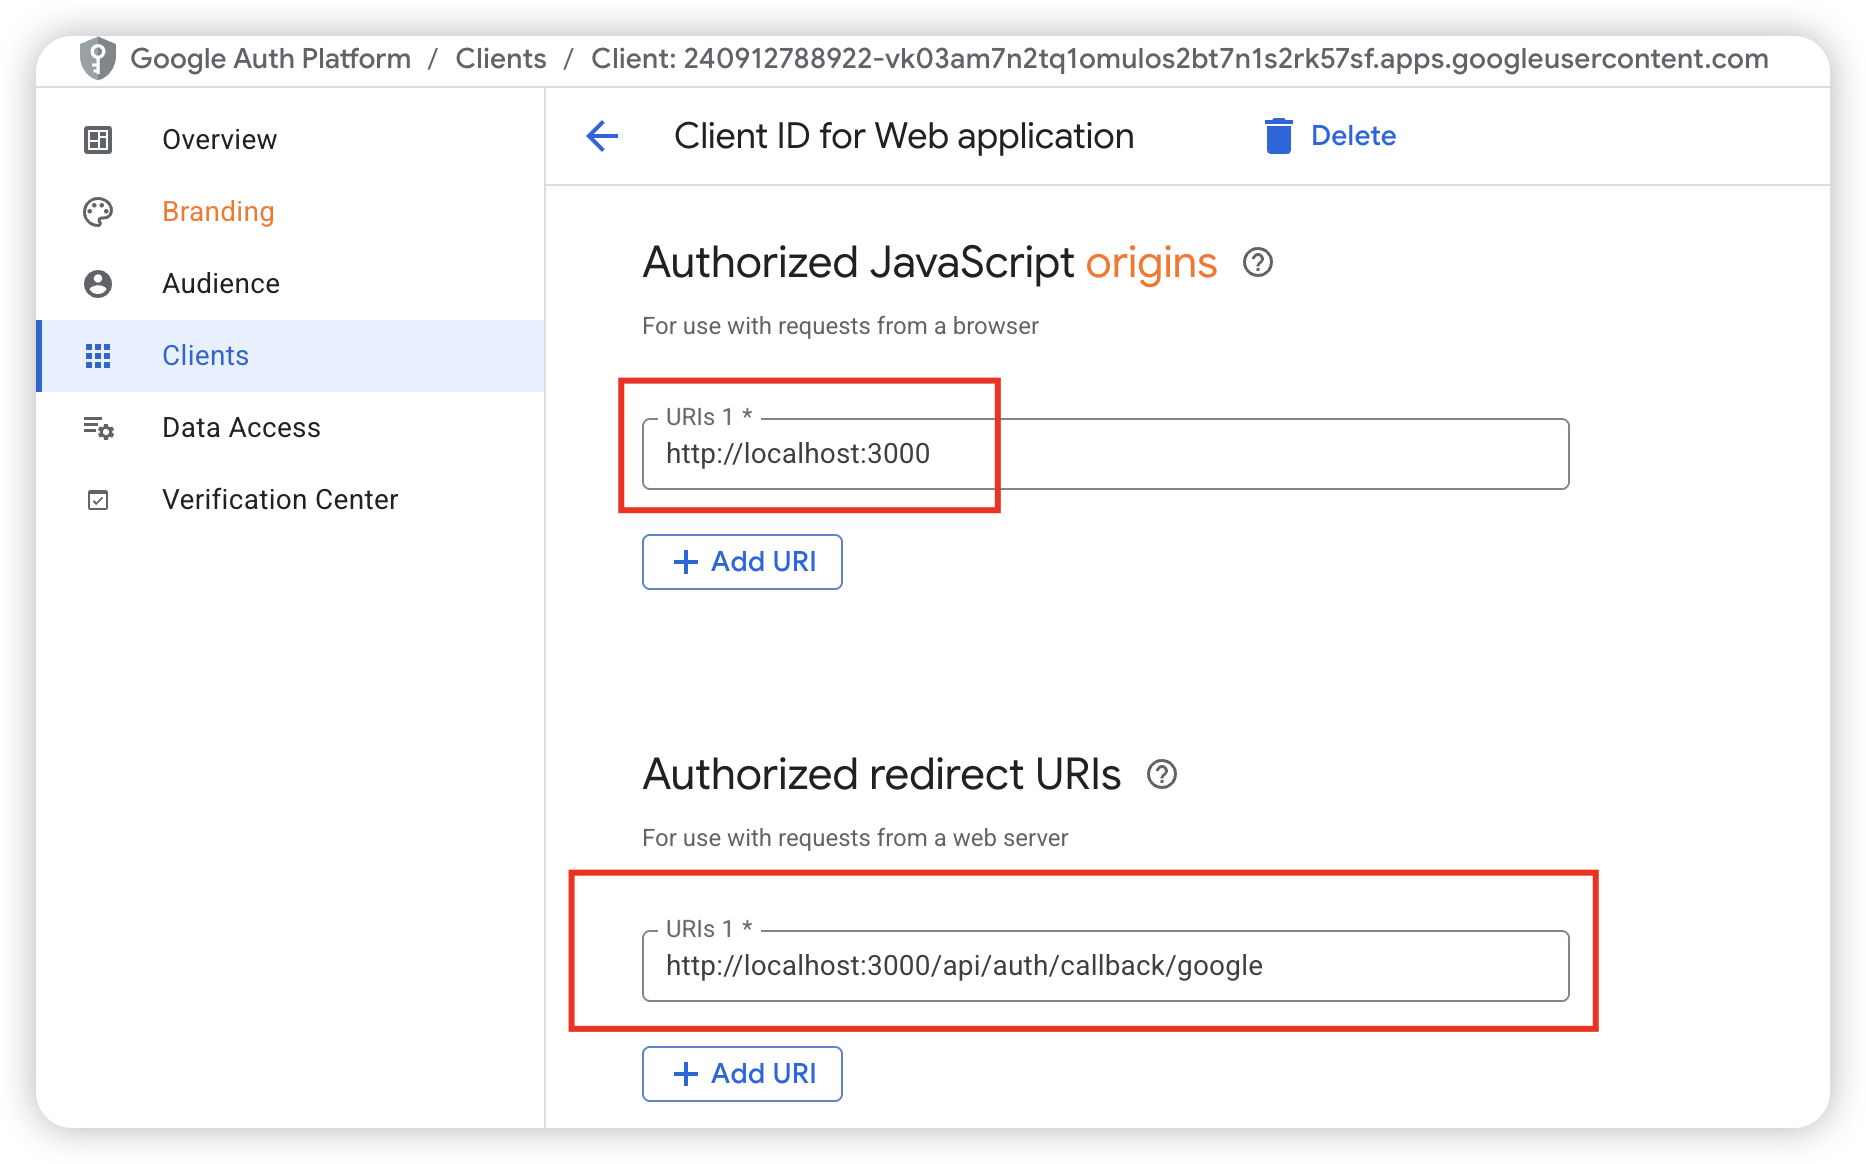 Google Auth Platform / Clients / Client: 240912788922-vk03am7n2tq1omulos2bt7n1s2rk57sf.apps.googleusercontent.com
Overview
Branding
Audience
Clients
Data Access
Verification Center
Client ID for Web application
Delete
Authorized JavaScript origins
For use with requests from a browser
URIs 1 *
http://localhost:3000
Add URI
Authorized redirect URIs
For use with requests from a web server
URIs 1 *
http://localhost:3000/api/auth/callback/google
Add URI